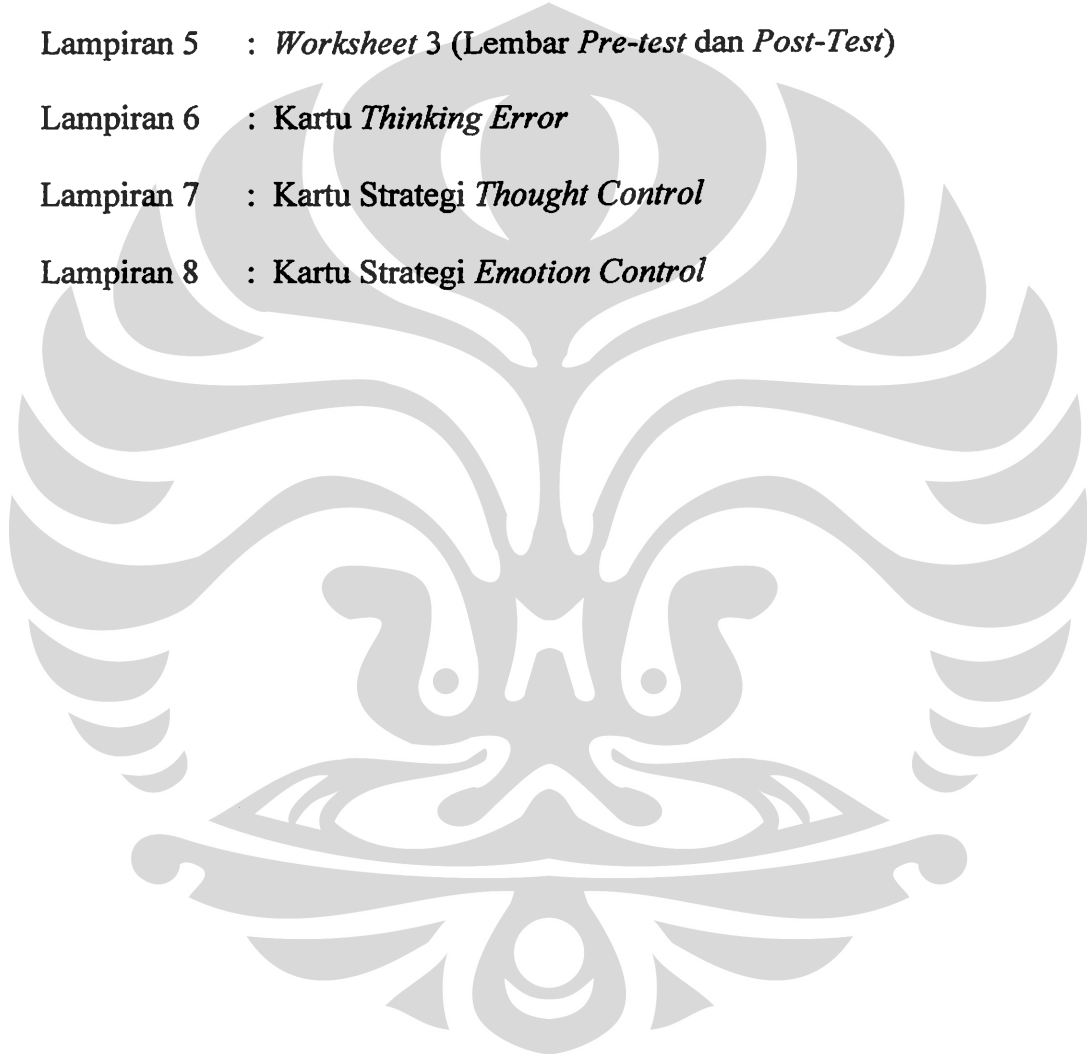 Lampiran 5 : Worksheet 3 (Lembar Pre-test dan Post-Test)
Lampiran 6 : Kartu Thinking Error
Lampiran 7 : Kartu Strategi Thought Control
Lampiran 8 : Kartu Strategi Emotion Control